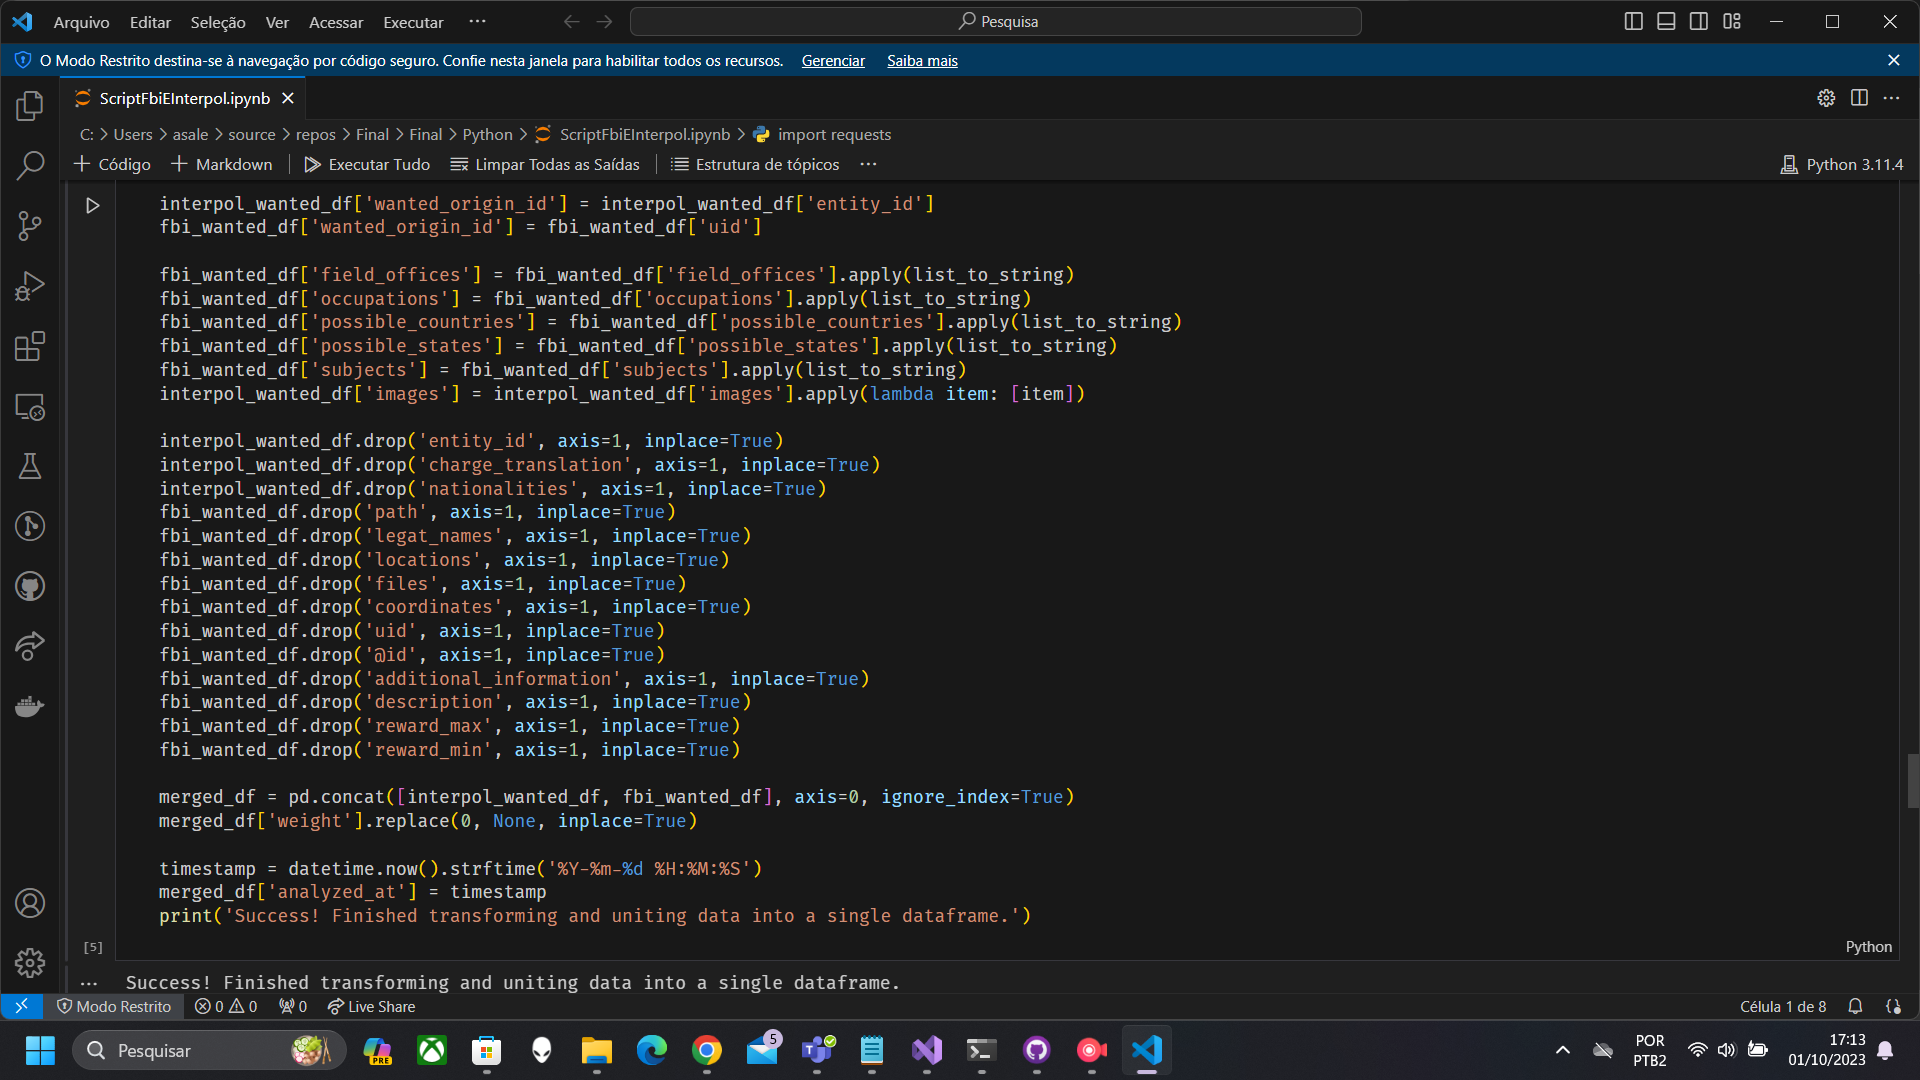 Arquivo Editar Seleção Ver Acessar Executar ··· Pesquisa
O Modo Restrito destina-se à navegação por código seguro. Confie nesta janela para habilitar todos os recursos. Gerenciar Saiba mais
ScriptFbiEInterpol.ipynb
C: > Users > asale > source > repos > Final > Final > Python > ScriptFbiEInterpol.ipynb > import requests
+ Código + Markdown Executar Tudo Limpar Todas as Saídas Estrutura de tópicos ··· Python 3.11.4
interpol_wanted_df['wanted_origin_id'] = interpol_wanted_df['entity_id']
fbi_wanted_df['wanted_origin_id'] = fbi_wanted_df['uid']
fbi_wanted_df['field_offices'] = fbi_wanted_df['field_offices'].apply(list_to_string)
fbi_wanted_df['occupations'] = fbi_wanted_df['occupations'].apply(list_to_string)
fbi_wanted_df['possible_countries'] = fbi_wanted_df['possible_countries'].apply(list_to_string)
fbi_wanted_df['possible_states'] = fbi_wanted_df['possible_states'].apply(list_to_string)
fbi_wanted_df['subjects'] = fbi_wanted_df['subjects'].apply(list_to_string)
interpol_wanted_df['images'] = interpol_wanted_df['images'].apply(lambda item: [item])
interpol_wanted_df.drop('entity_id', axis=1, inplace=True)
interpol_wanted_df.drop('charge_translation', axis=1, inplace=True)
interpol_wanted_df.drop('nationalities', axis=1, inplace=True)
fbi_wanted_df.drop('path', axis=1, inplace=True)
fbi_wanted_df.drop('legat_names', axis=1, inplace=True)
fbi_wanted_df.drop('locations', axis=1, inplace=True)
fbi_wanted_df.drop('files', axis=1, inplace=True)
fbi_wanted_df.drop('coordinates', axis=1, inplace=True)
fbi_wanted_df.drop('uid', axis=1, inplace=True)
fbi_wanted_df.drop('@id', axis=1, inplace=True)
fbi_wanted_df.drop('additional_information', axis=1, inplace=True)
fbi_wanted_df.drop('description', axis=1, inplace=True)
fbi_wanted_df.drop('reward_max', axis=1, inplace=True)
fbi_wanted_df.drop('reward_min', axis=1, inplace=True)
merged_df = pd.concat([interpol_wanted_df, fbi_wanted_df], axis=0, ignore_index=True)
merged_df['weight'].replace(0, None, inplace=True)
timestamp = datetime.now().strftime('%Y-%m-%d %H:%M:%S')
merged_df['analyzed_at'] = timestamp
print('Success! Finished transforming and uniting data into a single dataframe.')
[5] Python
··· Success! Finished transforming and uniting data into a single dataframe.
Modo Restrito 0 0 0 Live Share Célula 1 de 8
Pesquisar PRE 5 POR PTB2 17:13 01/10/2023